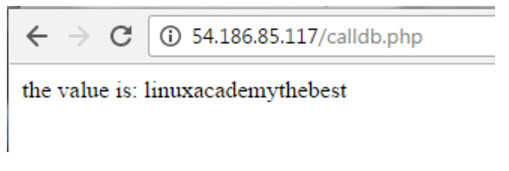 54.186.85.117/calldb.php
the value is: linuxacademythebest